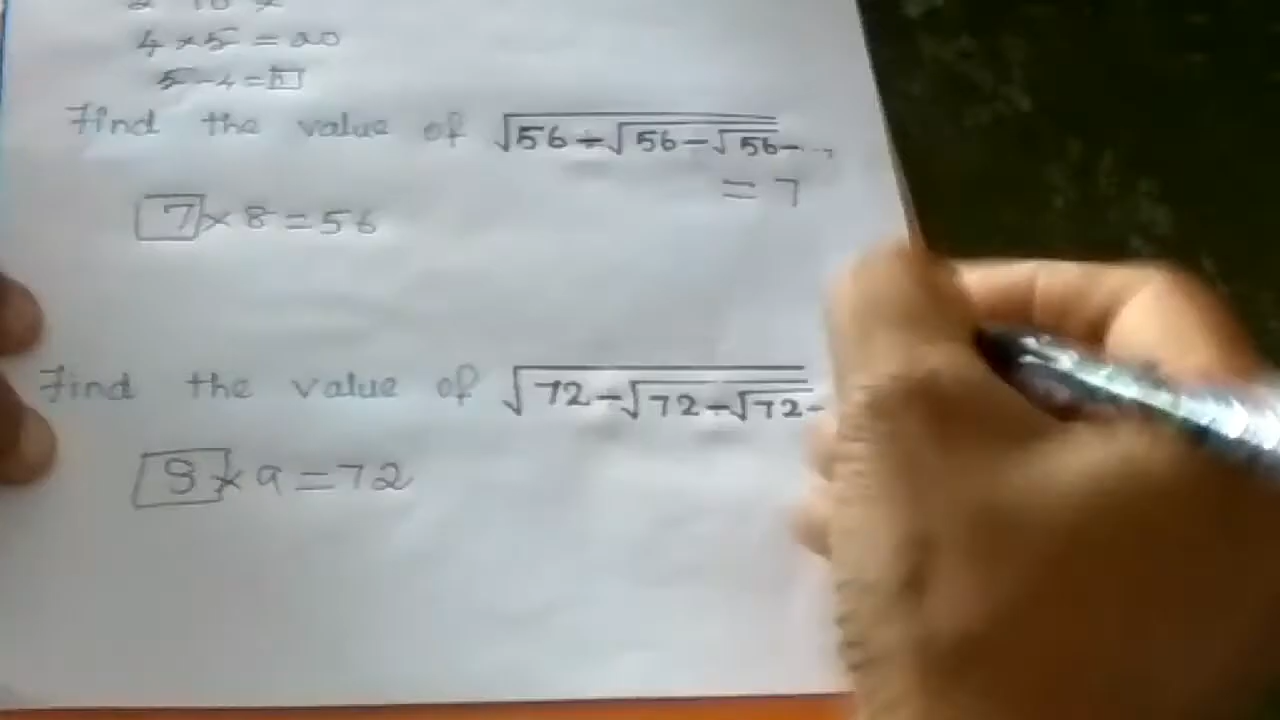 4 × 5 = 20
5 - 4 = 1
Find the value of √56 - √56 - √56 - ...,
= 7
7 × 8 = 56
Find the value of √72 - √72 - √72 -
8 × 9 = 72